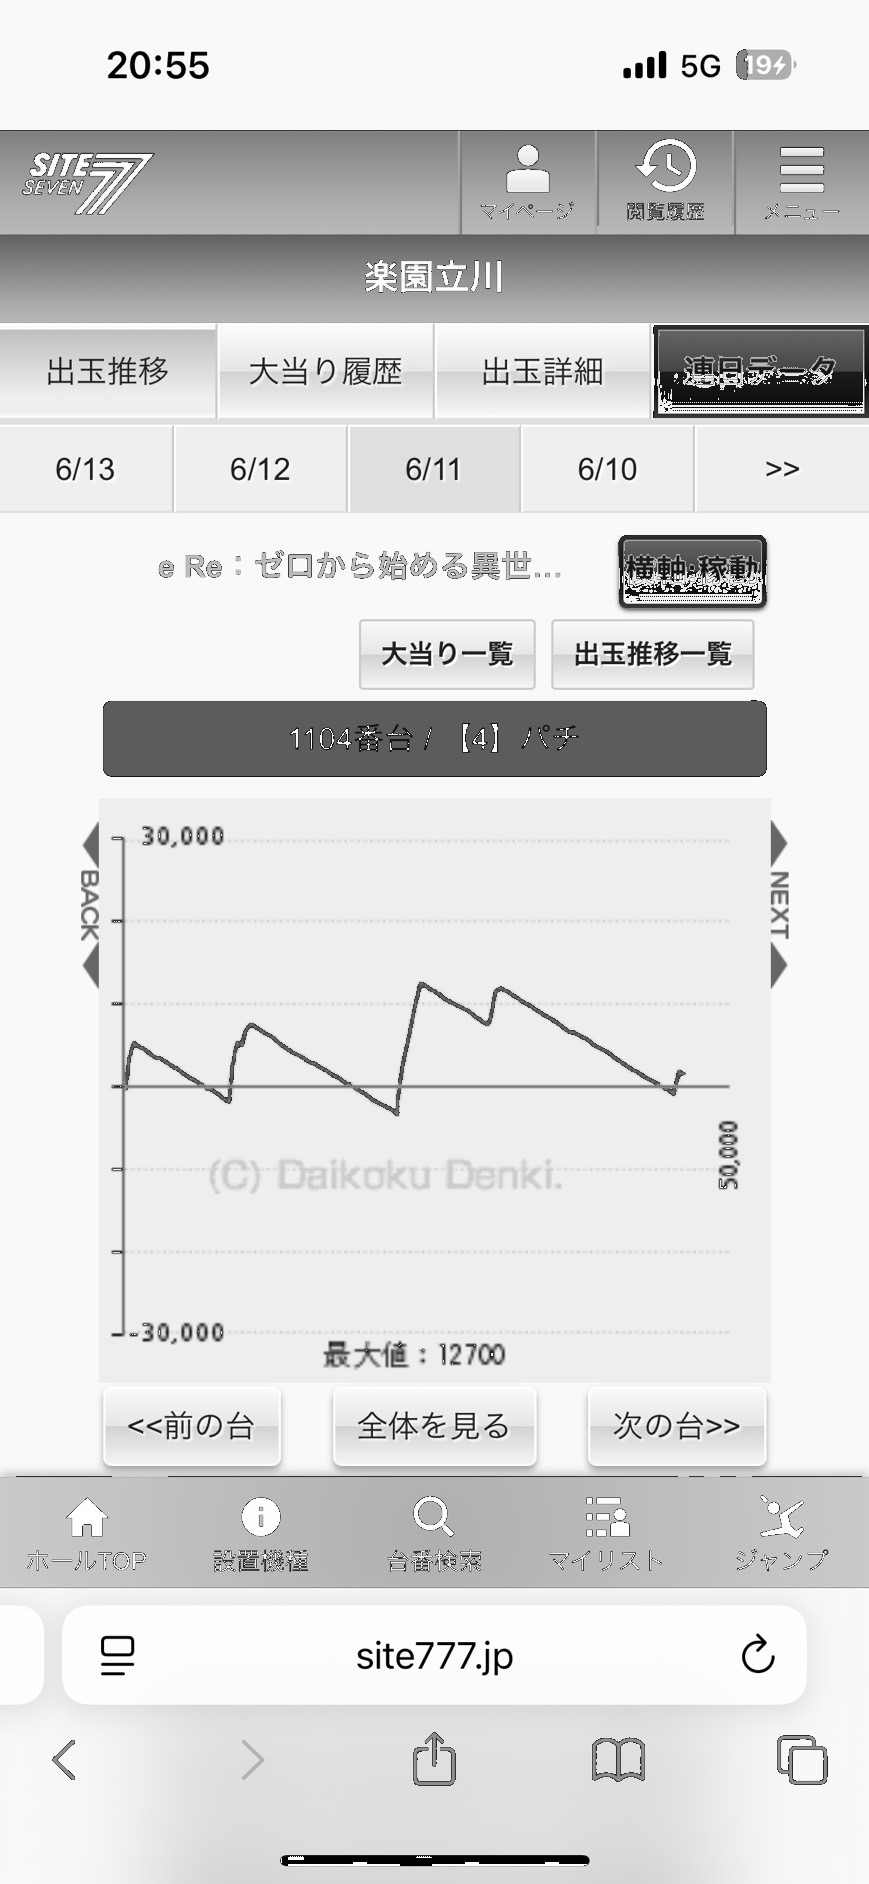 20:55
5G
19
SITE
SEVEN 77
マイページ
閲覧履歴
メニュー
楽園立川
出玉推移
大当り履歴
出玉詳細
連日データ
6/13
6/12
6/11
6/10
>>
e Re：ゼロから始める異世...
横軸:稼動
大当り一覧
出玉推移一覧
1104番台 / 【4】 パチ
BACK
30,000
NEXT
50,000
(C) Daikoku Denki.
-30,000
最大値：12700
<<前の台
全体を見る
次の台>>
ホールTOP
設置機種
台番検索
マイリスト
ジャンプ
site777.jp